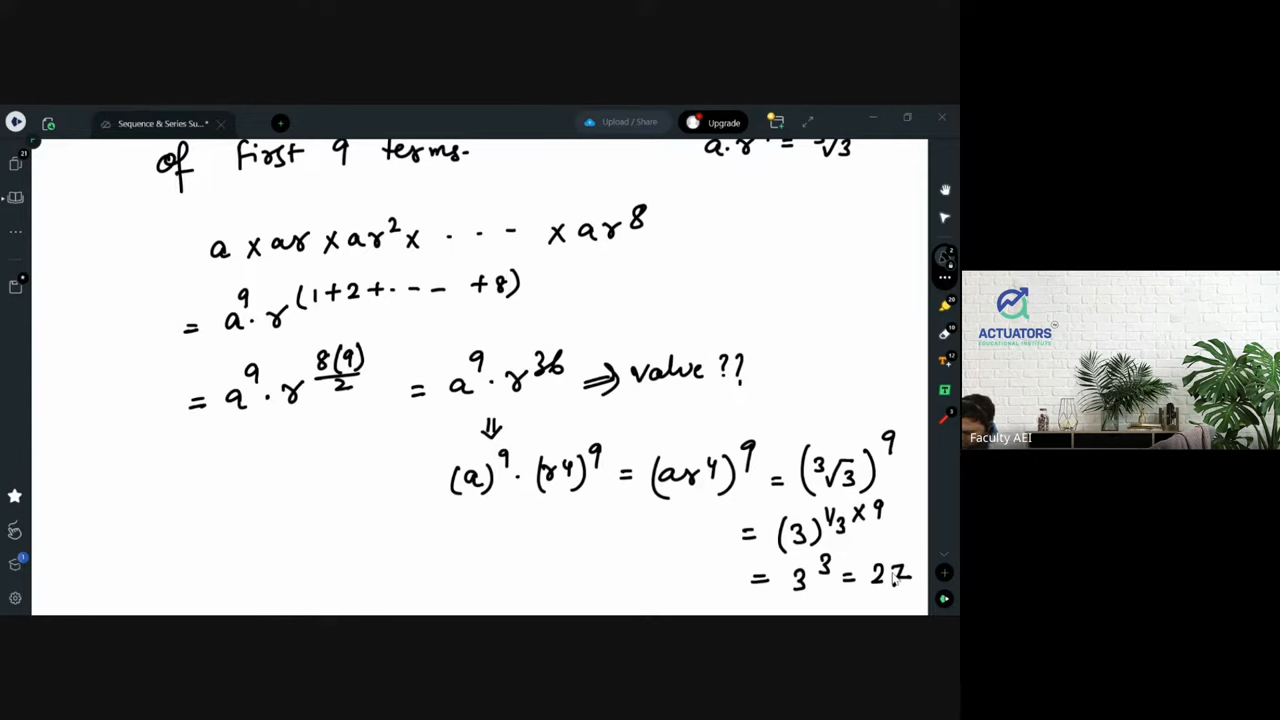 Sequence & Series Su...*
Upload / Share
Upgrade
of first 9 terms.
a × ar × ar² × . . . - × ar⁸
= a⁹ · r^(1+2+.--- +8)
= a⁹ · r^(8(9)/2) = a⁹ · r³⁶ ⇒ value ??
⇓
(a)⁹ · (r⁴)⁹ = (ar⁴)⁹ = (³√3)⁹
= (3)^(1/3 × 9)
= 3³ = 27
ACTUATORS
EDUCATIONAL INSTITUTE
Faculty AEI